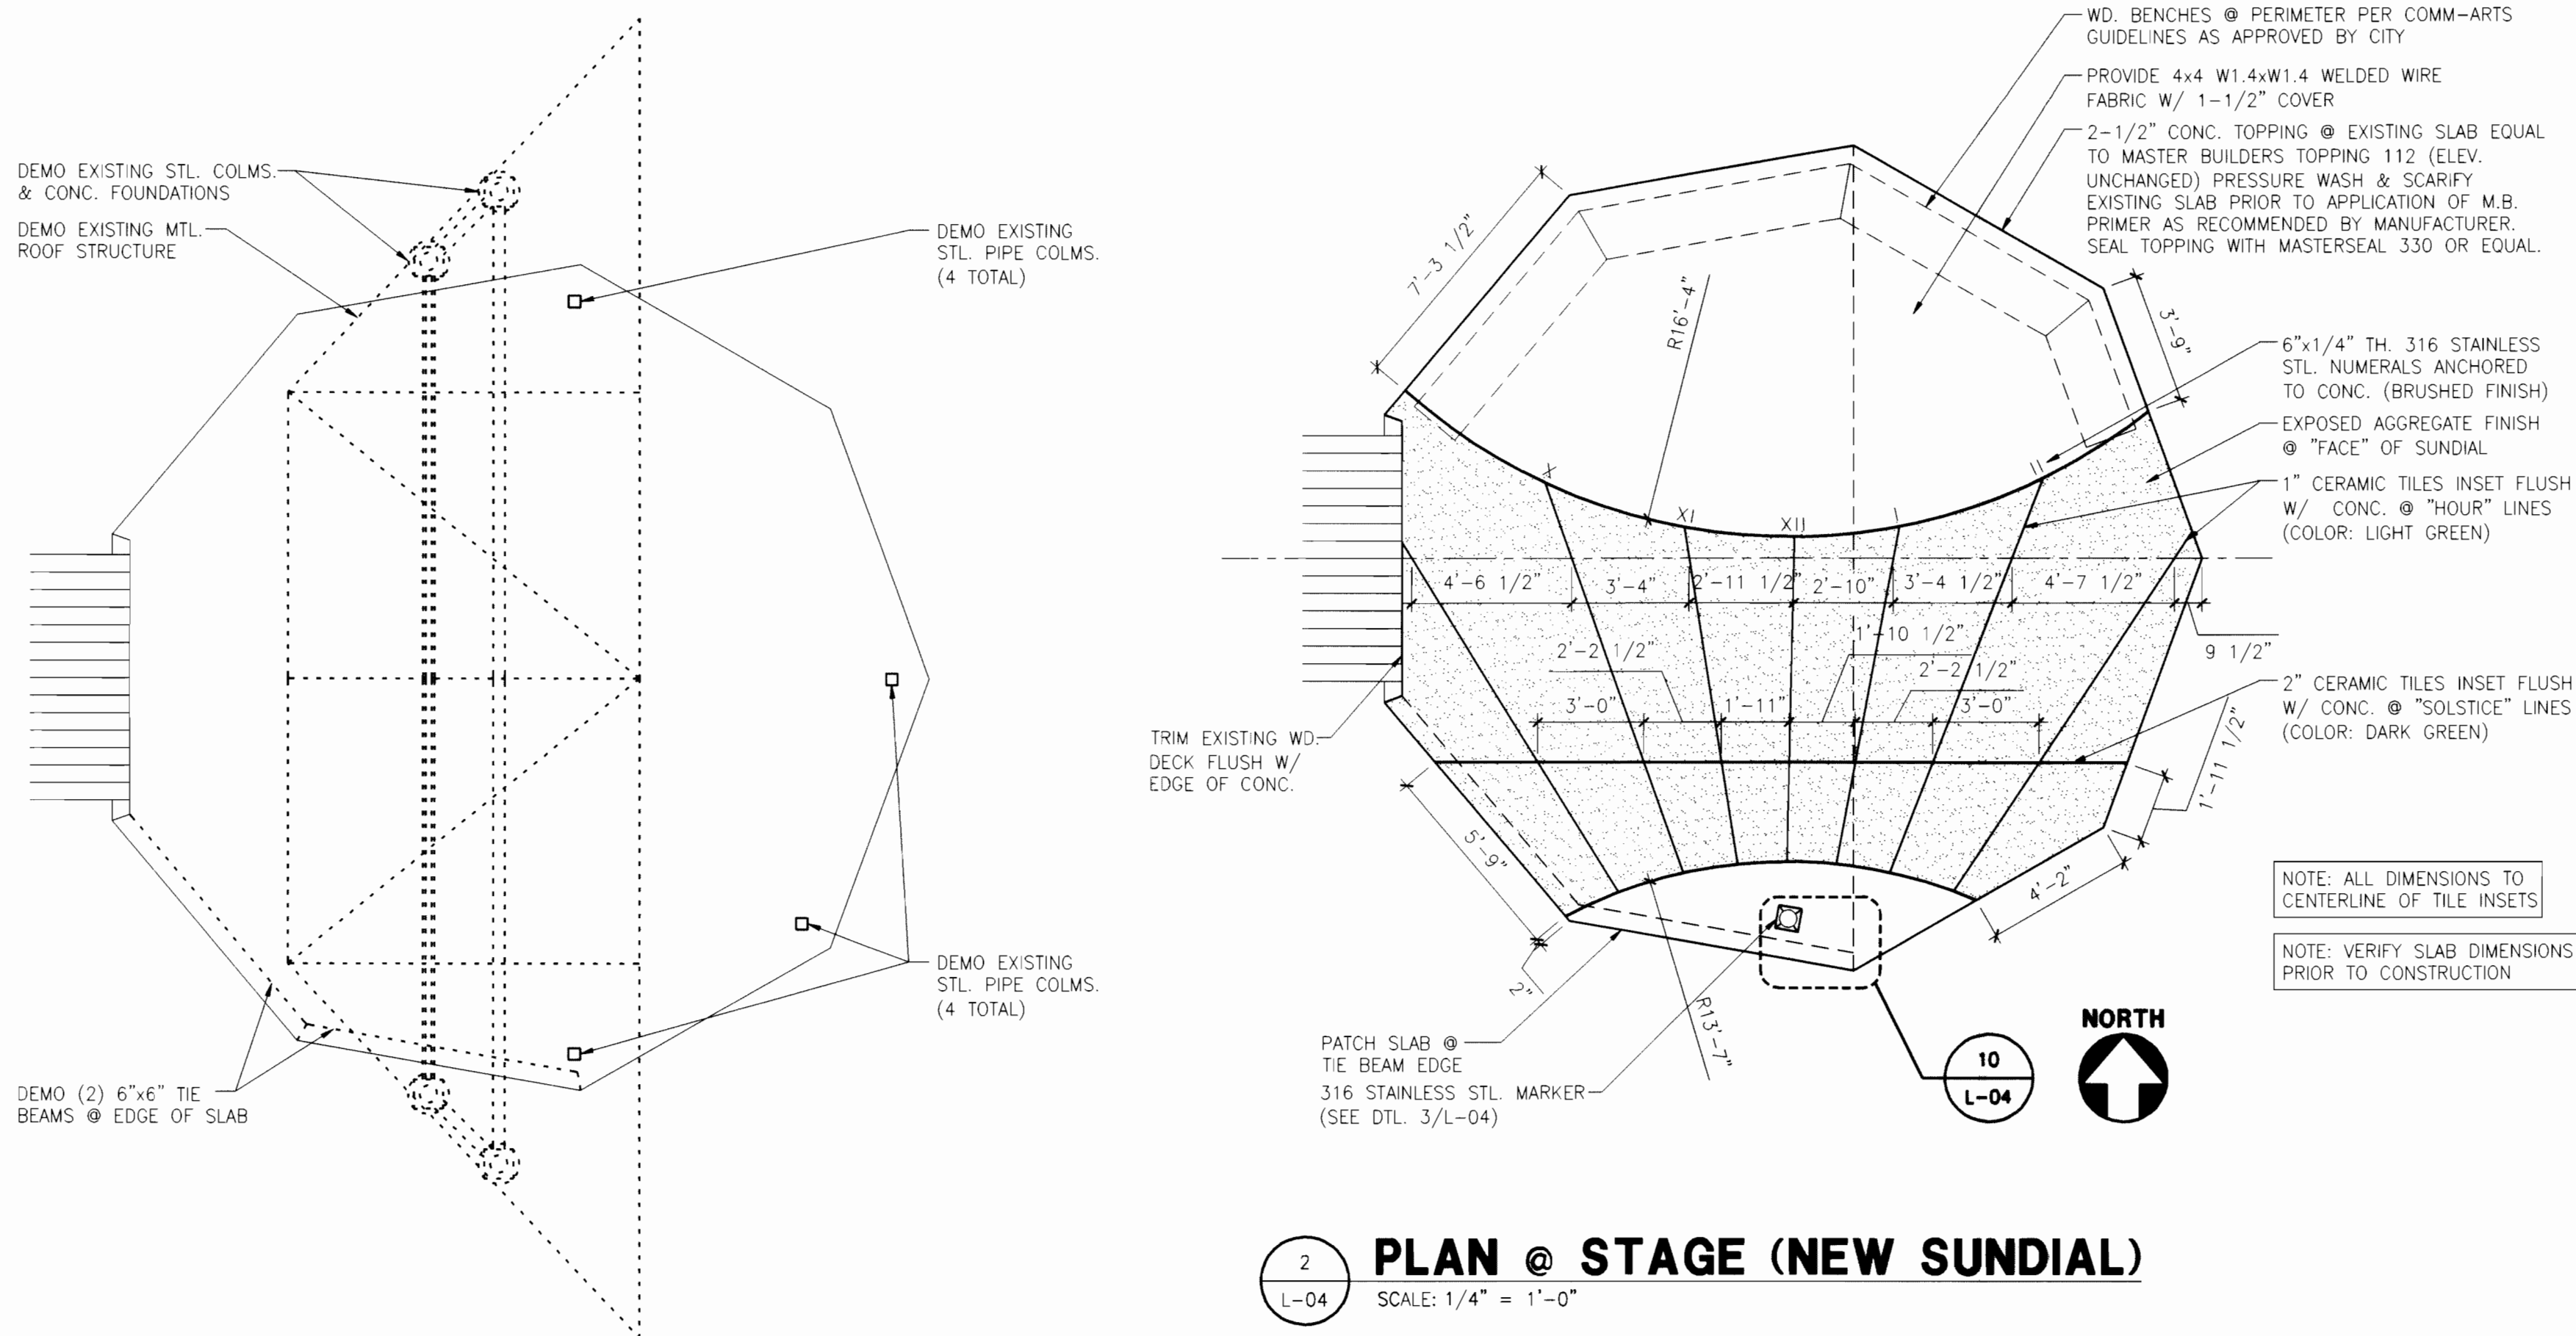 DEMO EXISTING STL. COLMS.
& CONC. FOUNDATIONS
DEMO EXISTING MTL.
ROOF STRUCTURE
DEMO EXISTING
STL. PIPE COLMS.
(4 TOTAL)
DEMO EXISTING
STL. PIPE COLMS.
(4 TOTAL)
DEMO (2) 6"x6" TIE
BEAMS @ EDGE OF SLAB
WD. BENCHES @ PERIMETER PER COMM-ARTS
GUIDELINES AS APPROVED BY CITY
PROVIDE 4x4 W1.4xW1.4 WELDED WIRE
FABRIC W/ 1-1/2" COVER
2-1/2" CONC. TOPPING @ EXISTING SLAB EQUAL
TO MASTER BUILDERS TOPPING 112 (ELEV.
UNCHANGED) PRESSURE WASH & SCARIFY
EXISTING SLAB PRIOR TO APPLICATION OF M.B.
PRIMER AS RECOMMENDED BY MANUFACTURER.
SEAL TOPPING WITH MASTERSEAL 330 OR EQUAL.
7'-3 1/2"
R16'-4"
3'-9"
6"x1/4" TH. 316 STAINLESS
STL. NUMERALS ANCHORED
TO CONC. (BRUSHED FINISH)
EXPOSED AGGREGATE FINISH
@ "FACE" OF SUNDIAL
1" CERAMIC TILES INSET FLUSH
W/ CONC. @ "HOUR" LINES
(COLOR: LIGHT GREEN)
X
XI
XII
I
II
4'-6 1/2"
3'-4"
2'-11 1/2"
2'-10"
3'-4 1/2"
4'-7 1/2"
9 1/2"
2'-2 1/2"
1'-10 1/2"
2'-2 1/2"
3'-0"
1'-11"
3'-0"
2" CERAMIC TILES INSET FLUSH
W/ CONC. @ "SOLSTICE" LINES
(COLOR: DARK GREEN)
1'-11 1/2"
TRIM EXISTING WD.
DECK FLUSH W/
EDGE OF CONC.
5'-9"
4'-2"
2"
R13'-7"
NOTE: ALL DIMENSIONS TO
CENTERLINE OF TILE INSETS
NOTE: VERIFY SLAB DIMENSIONS
PRIOR TO CONSTRUCTION
PATCH SLAB @
TIE BEAM EDGE
316 STAINLESS STL. MARKER
(SEE DTL. 3/L-04)
10
L-04
NORTH
2
L-04
PLAN @ STAGE (NEW SUNDIAL)
SCALE: 1/4" = 1'-0"